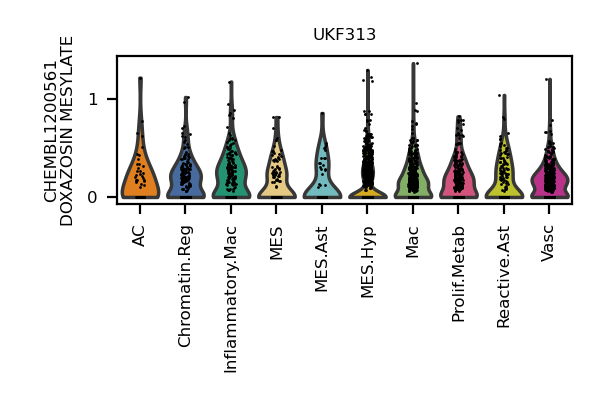 UKF313
CHEMBL1200561
DOXAZOSIN MESYLATE
1
0
AC
Chromatin.Reg
Inflammatory.Mac
MES
MES.Ast
MES.Hyp
Mac
Prolif.Metab
Reactive.Ast
Vasc